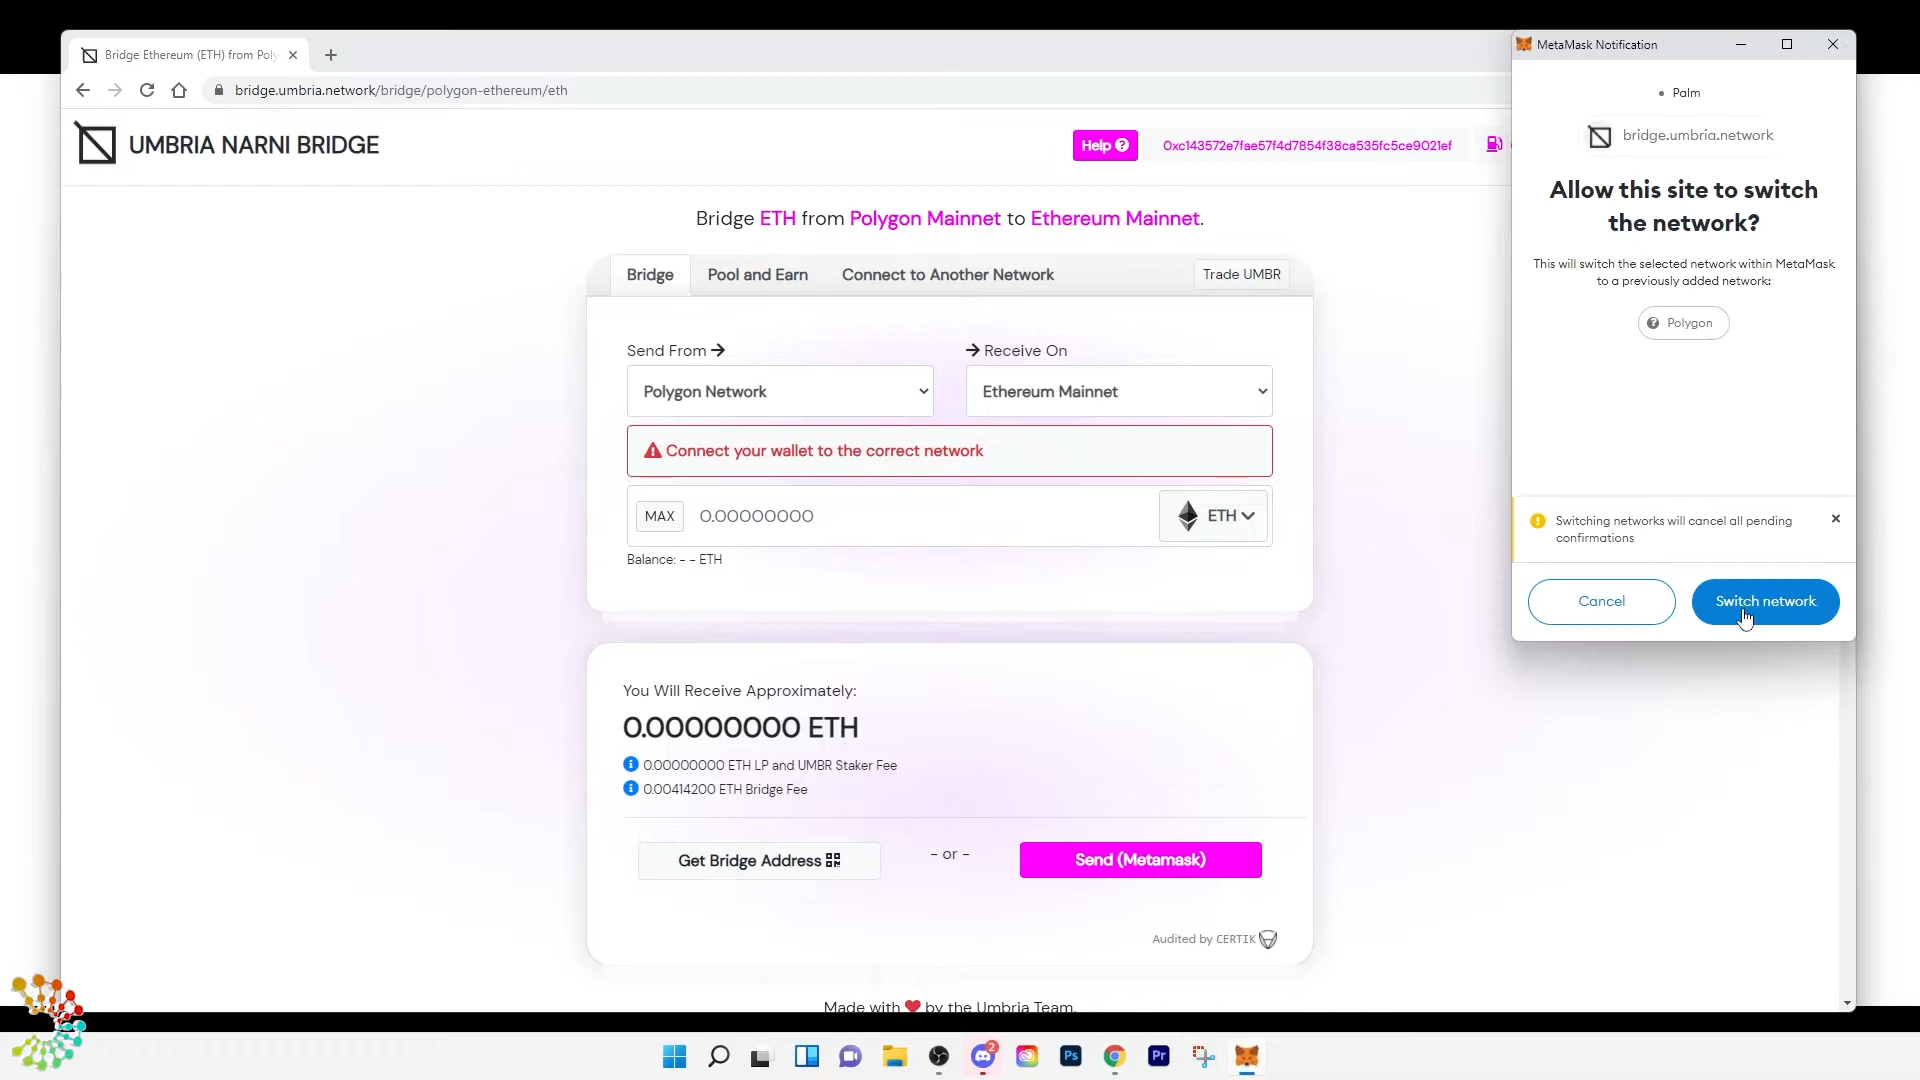 Bridge Ethereum (ETH) from Poly
bridge.umbria.network/bridge/polygon-ethereum/eth
UMBRIA NARNI BRIDGE
Help
0xc143572e7fae57f4d7854f38ca535fc5ce9021ef
Bridge ETH from Polygon Mainnet to Ethereum Mainnet.
Bridge
Pool and Earn
Connect to Another Network
Trade UMBR
Send From
Receive On
Polygon Network
Ethereum Mainnet
Connect your wallet to the correct network
MAX
0.00000000
ETH
Balance: - - ETH
You Will Receive Approximately:
0.00000000 ETH
0.00000000 ETH LP and UMBR Staker Fee
0.00414200 ETH Bridge Fee
Get Bridge Address
- or -
Send (Metamask)
Audited by CERTIK
Made with ❤ by the Umbria Team.
MetaMask Notification
Palm
bridge.umbria.network
Allow this site to switch
the network?
This will switch the selected network within MetaMask
to a previously added network:
? Polygon
Switching networks will cancel all pending
confirmations
Cancel
Switch network
2
Ps
Pr